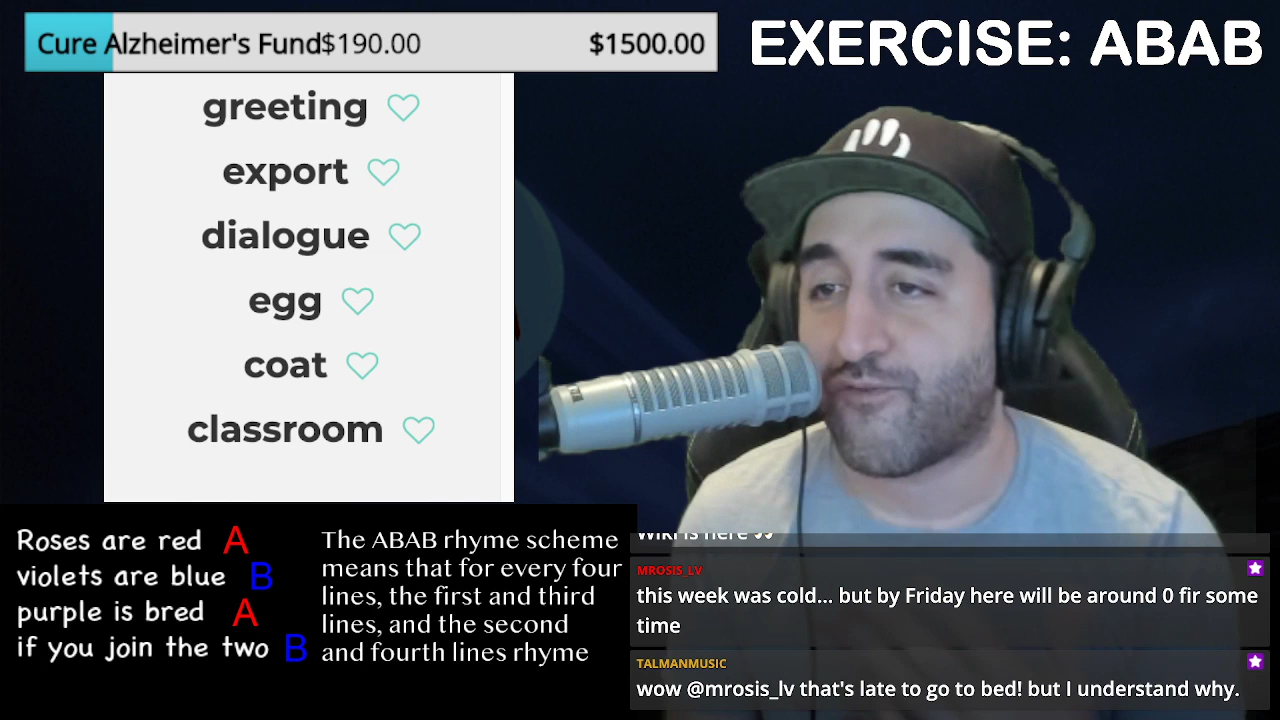 Cure Alzheimer's Fund$190.00 $1500.00
EXERCISE: ABAB
greeting
export
dialogue
egg
coat
classroom
Roses are red A
violets are blue B
purple is bred A
if you join the two B
The ABAB rhyme scheme
means that for every four
lines, the first and third
lines, and the second
and fourth lines rhyme
Wiki is here
MROSIS_LV
this week was cold... but by Friday here will be around 0 fir some
time
TALMANMUSIC
wow @mrosis_lv that's late to go to bed! but I understand why.